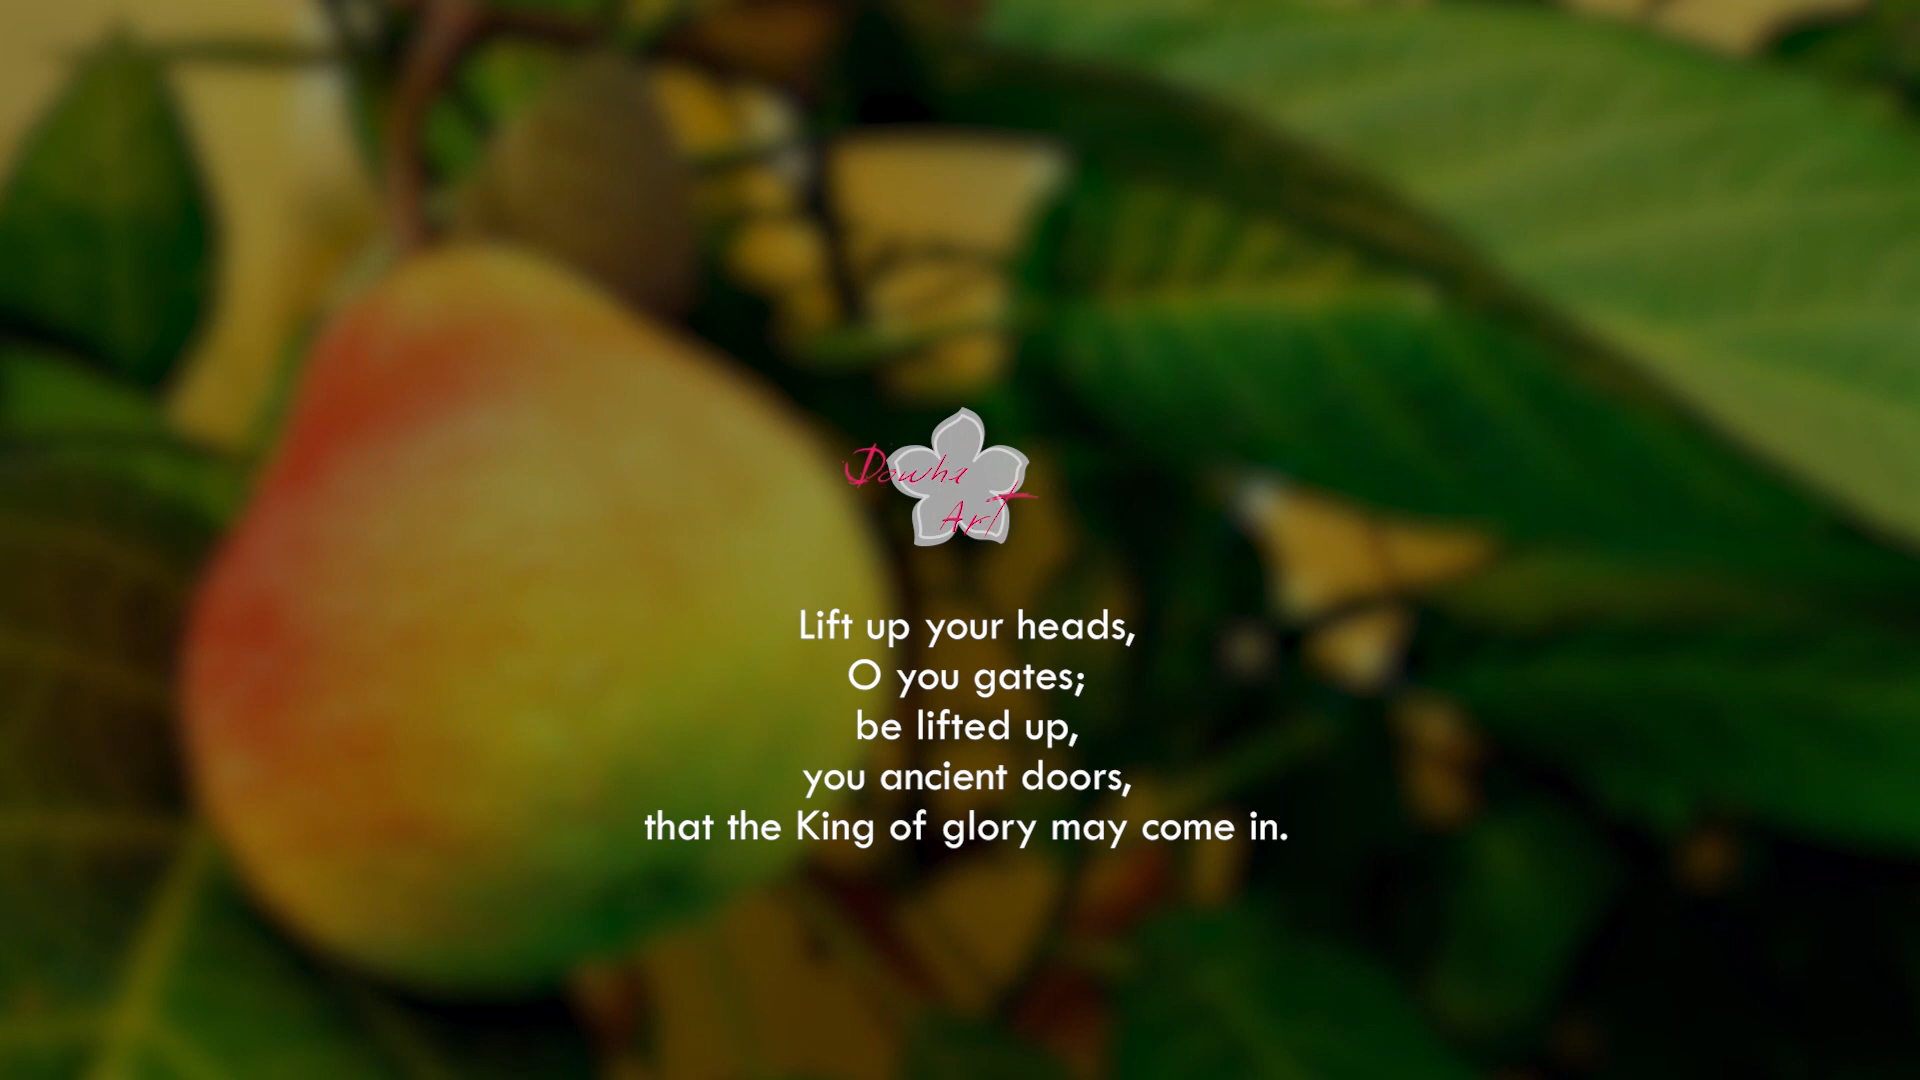 Dowha
Art
Lift up your heads,
O you gates;
be lifted up,
you ancient doors,
that the King of glory may come in.